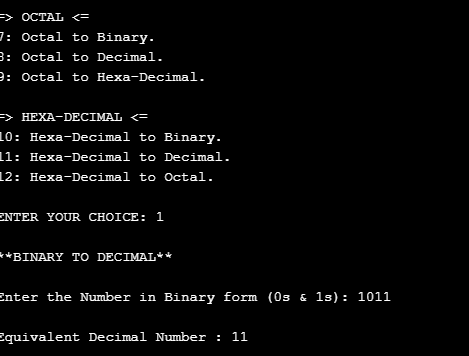 => OCTAL <=
7: Octal to Binary.
8: Octal to Decimal.
9: Octal to Hexa-Decimal.
=> HEXA-DECIMAL <=
10: Hexa-Decimal to Binary.
11: Hexa-Decimal to Decimal.
12: Hexa-Decimal to Octal.
ENTER YOUR CHOICE: 1
**BINARY TO DECIMAL**
Enter the Number in Binary form (0s & 1s): 1011
Equivalent Decimal Number : 11